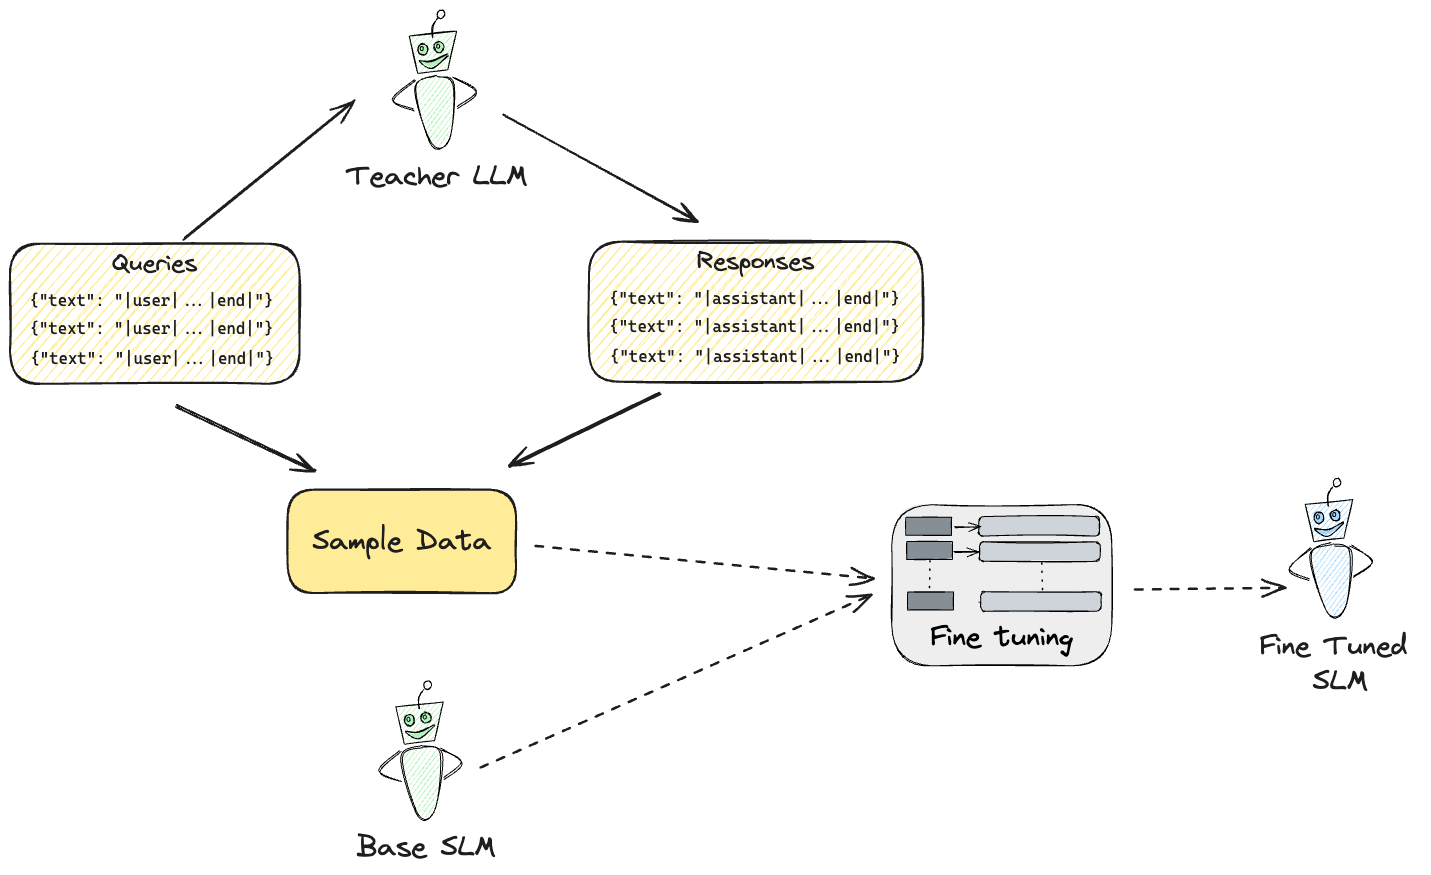 Teacher LLM
Queries
{"text": "|user| ... |end|"}
{"text": "|user| ... |end|"}
{"text": "|user| ... |end|"}
Responses
{"text": "|assistant| ... |end|"}
{"text": "|assistant| ... |end|"}
{"text": "|assistant| ... |end|"}
Sample Data
Fine tuning
Fine Tuned
SLM
Base SLM